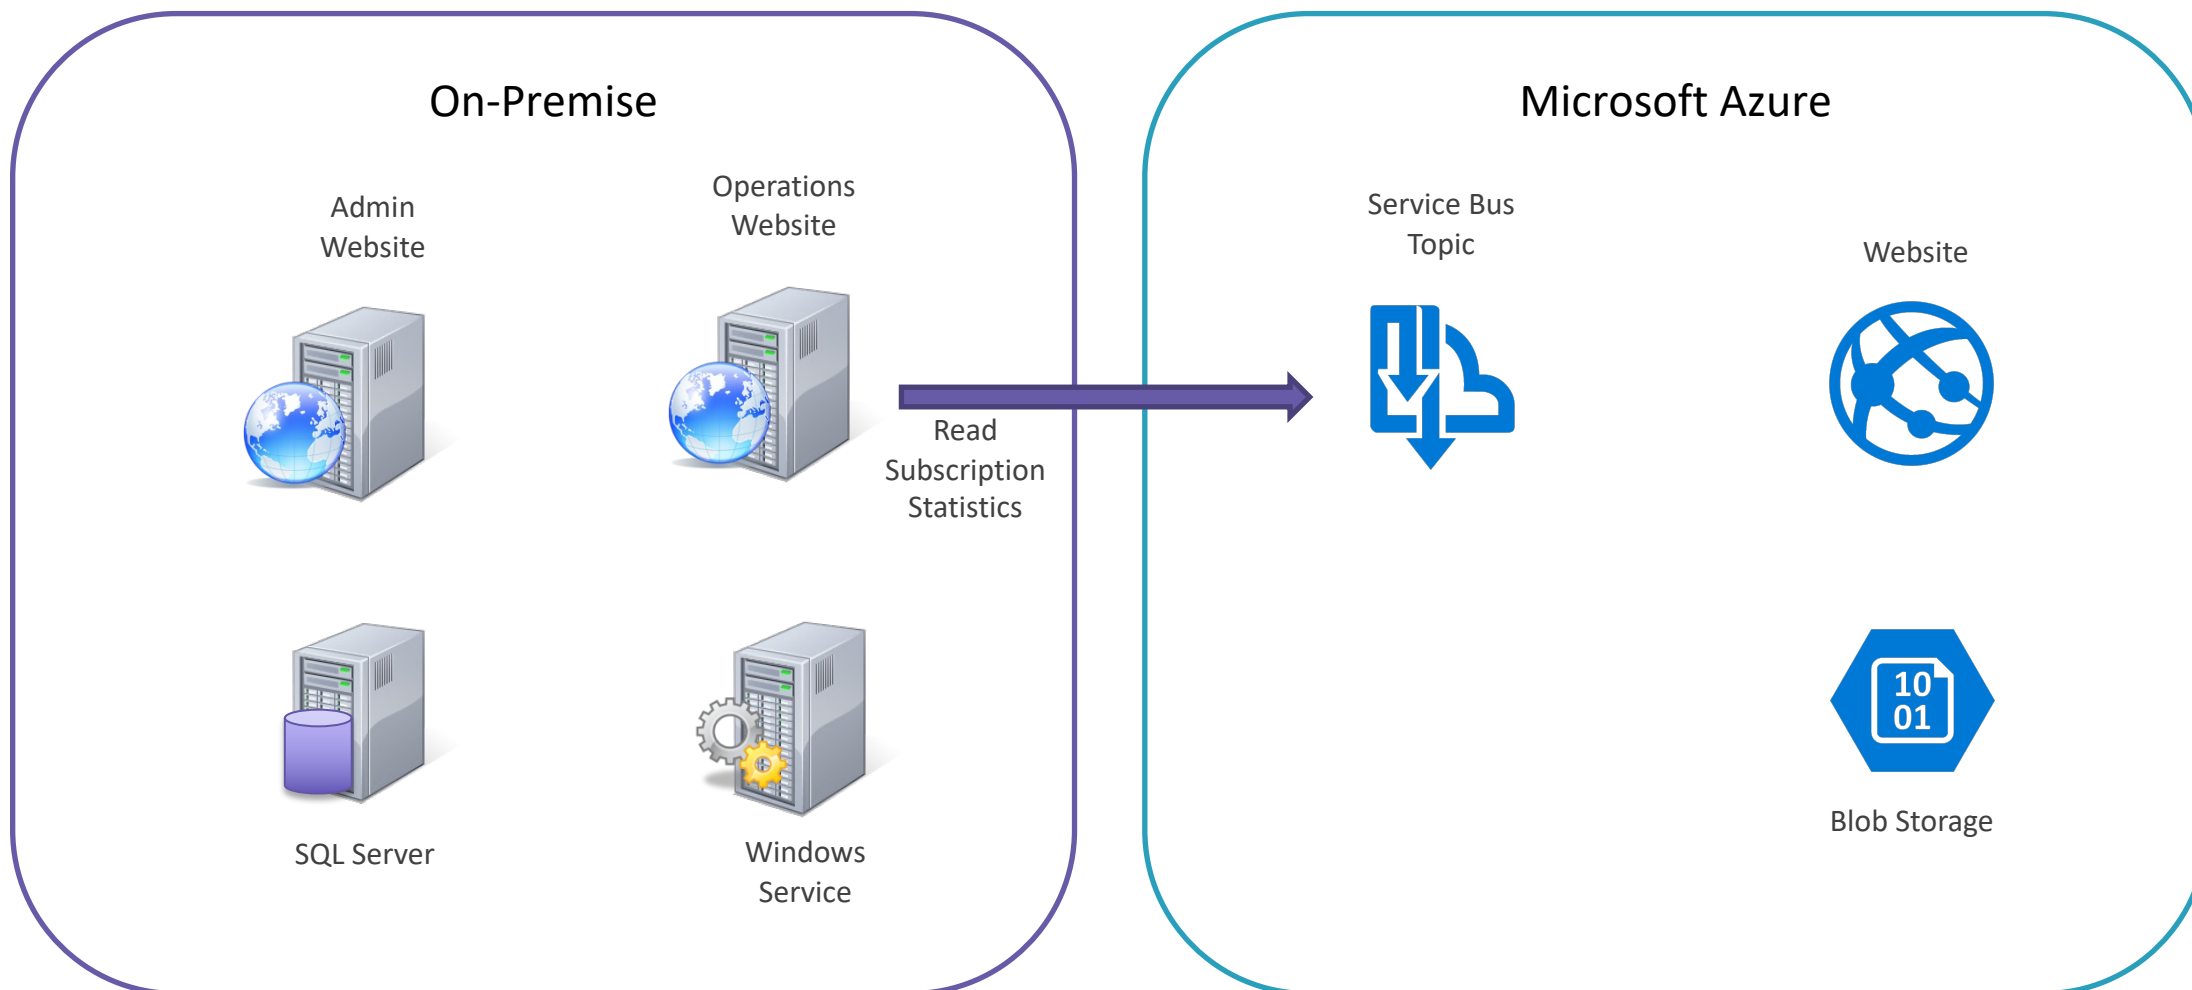 On-Premise
Microsoft Azure
Admin
Website
Operations
Website
Service Bus
Topic
Website
Read
Subscription
Statistics
10
01
SQL Server
Windows
Service
Blob Storage